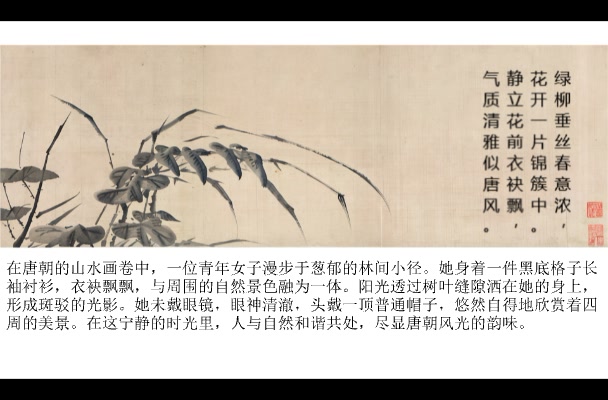 绿柳垂丝春意浓，
花开一片锦簇中。
静立花前衣袂飘，
气质清雅似唐风。
在唐朝的山水画卷中，一位青年女子漫步于葱郁的林间小径。她身着一件黑底格子长
袖衬衫，衣袂飘飘，与周围的自然景色融为一体。阳光透过树叶缝隙洒在她的身上，
形成斑驳的光影。她未戴眼镜，眼神清澈，头戴一顶普通帽子，悠然自得地欣赏着四
周的美景。在这宁静的时光里，人与自然和谐共处，尽显唐朝风光的韵味。